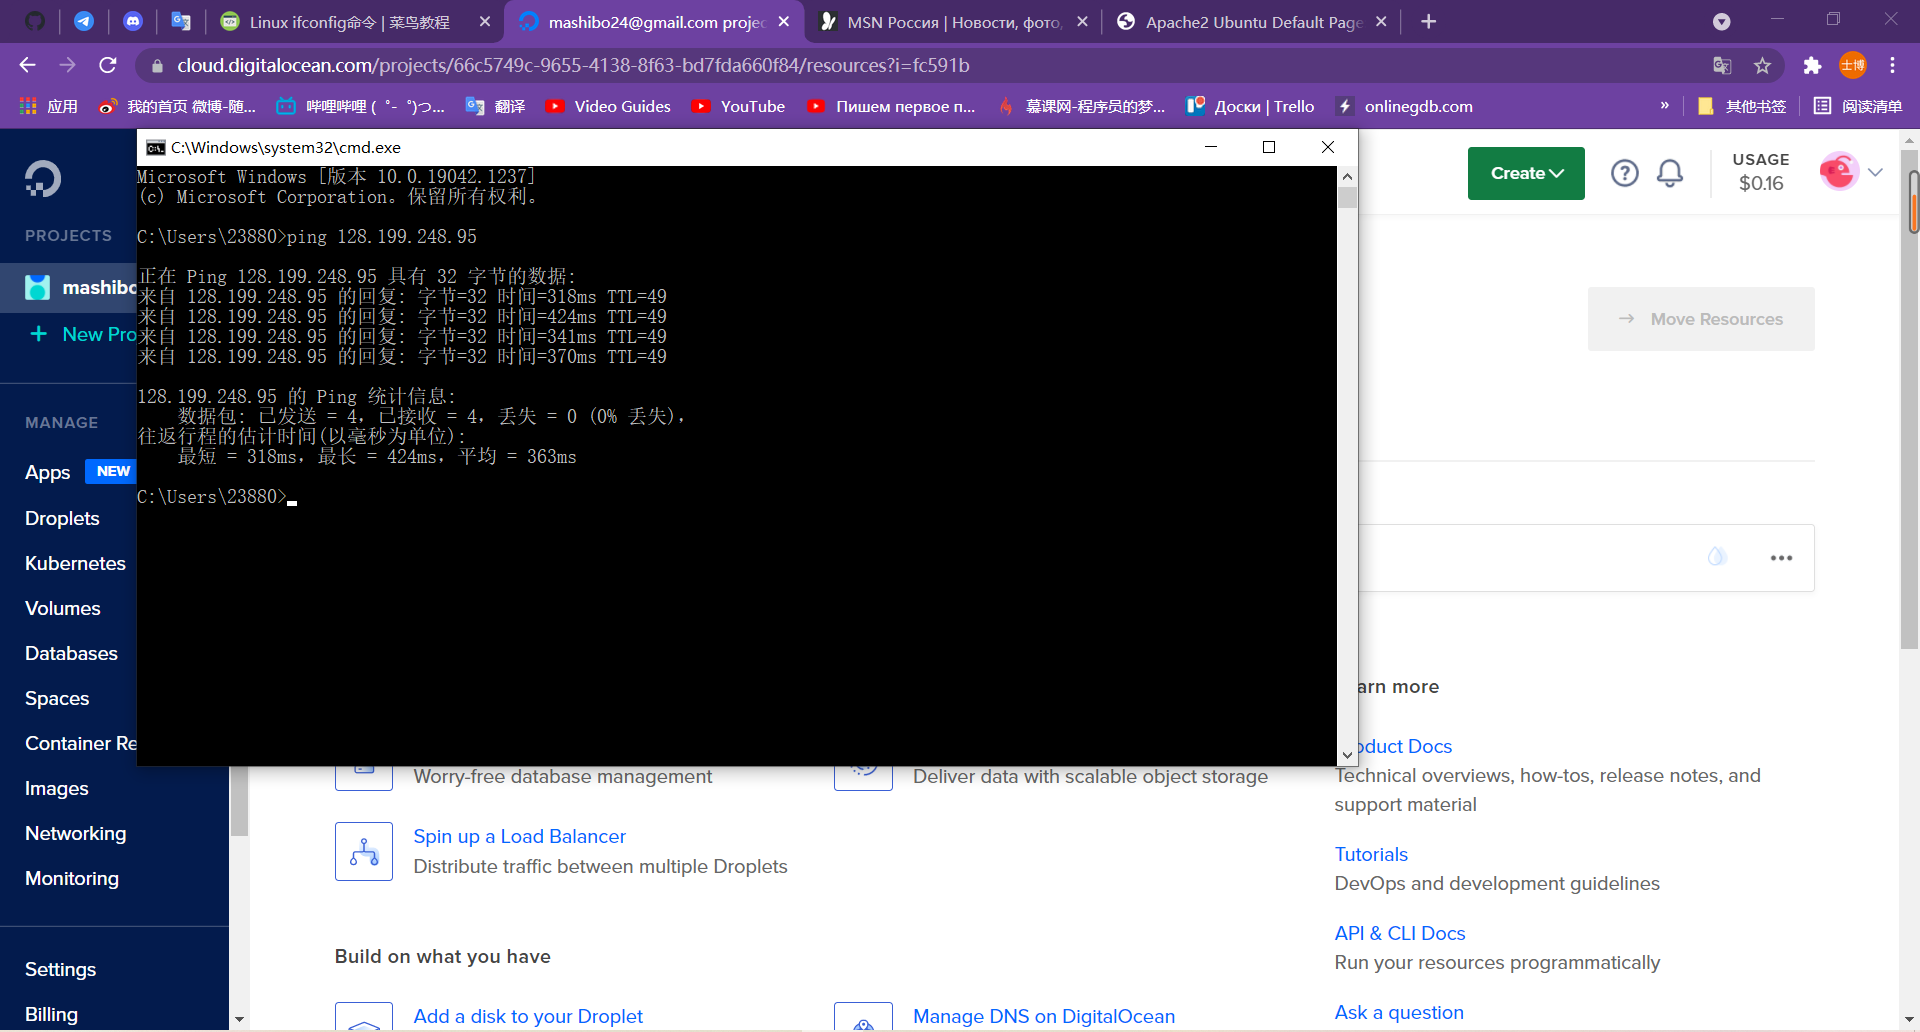 Linux ifconfig命令 | 菜鸟教程
mashibo24@gmail.com projec
MSN Россия | Новости, фото,
Apache2 Ubuntu Default Page
cloud.digitalocean.com/projects/66c5749c-9655-4138-8f63-bd7fda660f84/resources?i=fc591b
士博
应用
我的首页 微博-随...
哔哩哔哩 (゜-゜)つ...
翻译
Video Guides
YouTube
Пишем первое п...
慕课网-程序员的梦...
Доски | Trello
onlinegdb.com
»
其他书签
阅读清单
C:\Windows\system32\cmd.exe
Microsoft Windows [版本 10.0.19042.1237]
(c) Microsoft Corporation。保留所有权利。
C:\Users\23880>ping 128.199.248.95
正在 Ping 128.199.248.95 具有 32 字节的数据:
来自 128.199.248.95 的回复: 字节=32 时间=318ms TTL=49
来自 128.199.248.95 的回复: 字节=32 时间=424ms TTL=49
来自 128.199.248.95 的回复: 字节=32 时间=341ms TTL=49
来自 128.199.248.95 的回复: 字节=32 时间=370ms TTL=49
128.199.248.95 的 Ping 统计信息:
数据包: 已发送 = 4，已接收 = 4，丢失 = 0 (0% 丢失)，
往返行程的估计时间(以毫秒为单位):
最短 = 318ms，最长 = 424ms，平均 = 363ms
C:\Users\23880>
PROJECTS
mashibo
+ New Pro
MANAGE
Apps NEW
Droplets
Kubernetes
Volumes
Databases
Spaces
Container Re
Images
Networking
Monitoring
Settings
Billing
Create
USAGE
$0.16
→ Move Resources
Worry-free database management
Deliver data with scalable object storage
Spin up a Load Balancer
Distribute traffic between multiple Droplets
Build on what you have
Add a disk to your Droplet
Manage DNS on DigitalOcean
arn more
oduct Docs
Technical overviews, how-tos, release notes, and
support material
Tutorials
DevOps and development guidelines
API & CLI Docs
Run your resources programmatically
Ask a question